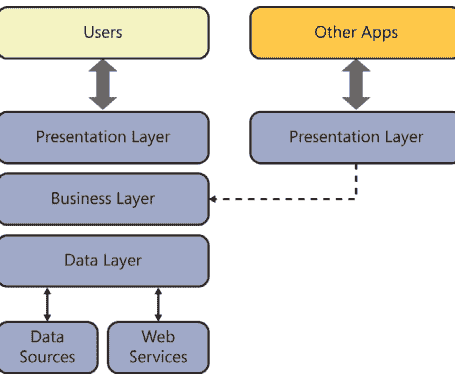 Users
Other Apps
Presentation Layer
Presentation Layer
Business Layer
Data Layer
Data
Sources
Web
Services